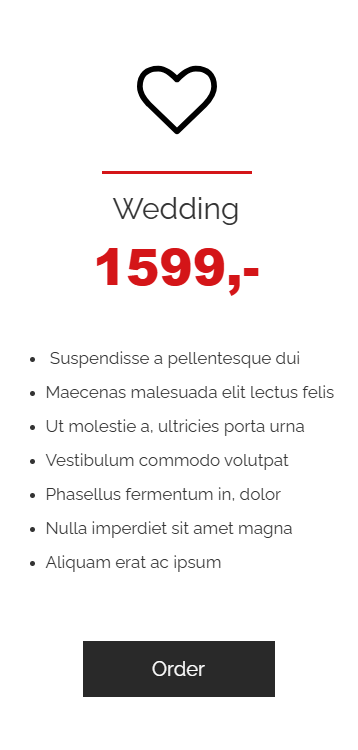 Wedding
1599,-
• Suspendisse a pellentesque dui
• Maecenas malesuada elit lectus felis
• Ut molestie a, ultricies porta urna
• Vestibulum commodo volutpat
• Phasellus fermentum in, dolor
• Nulla imperdiet sit amet magna
• Aliquam erat ac ipsum
Order